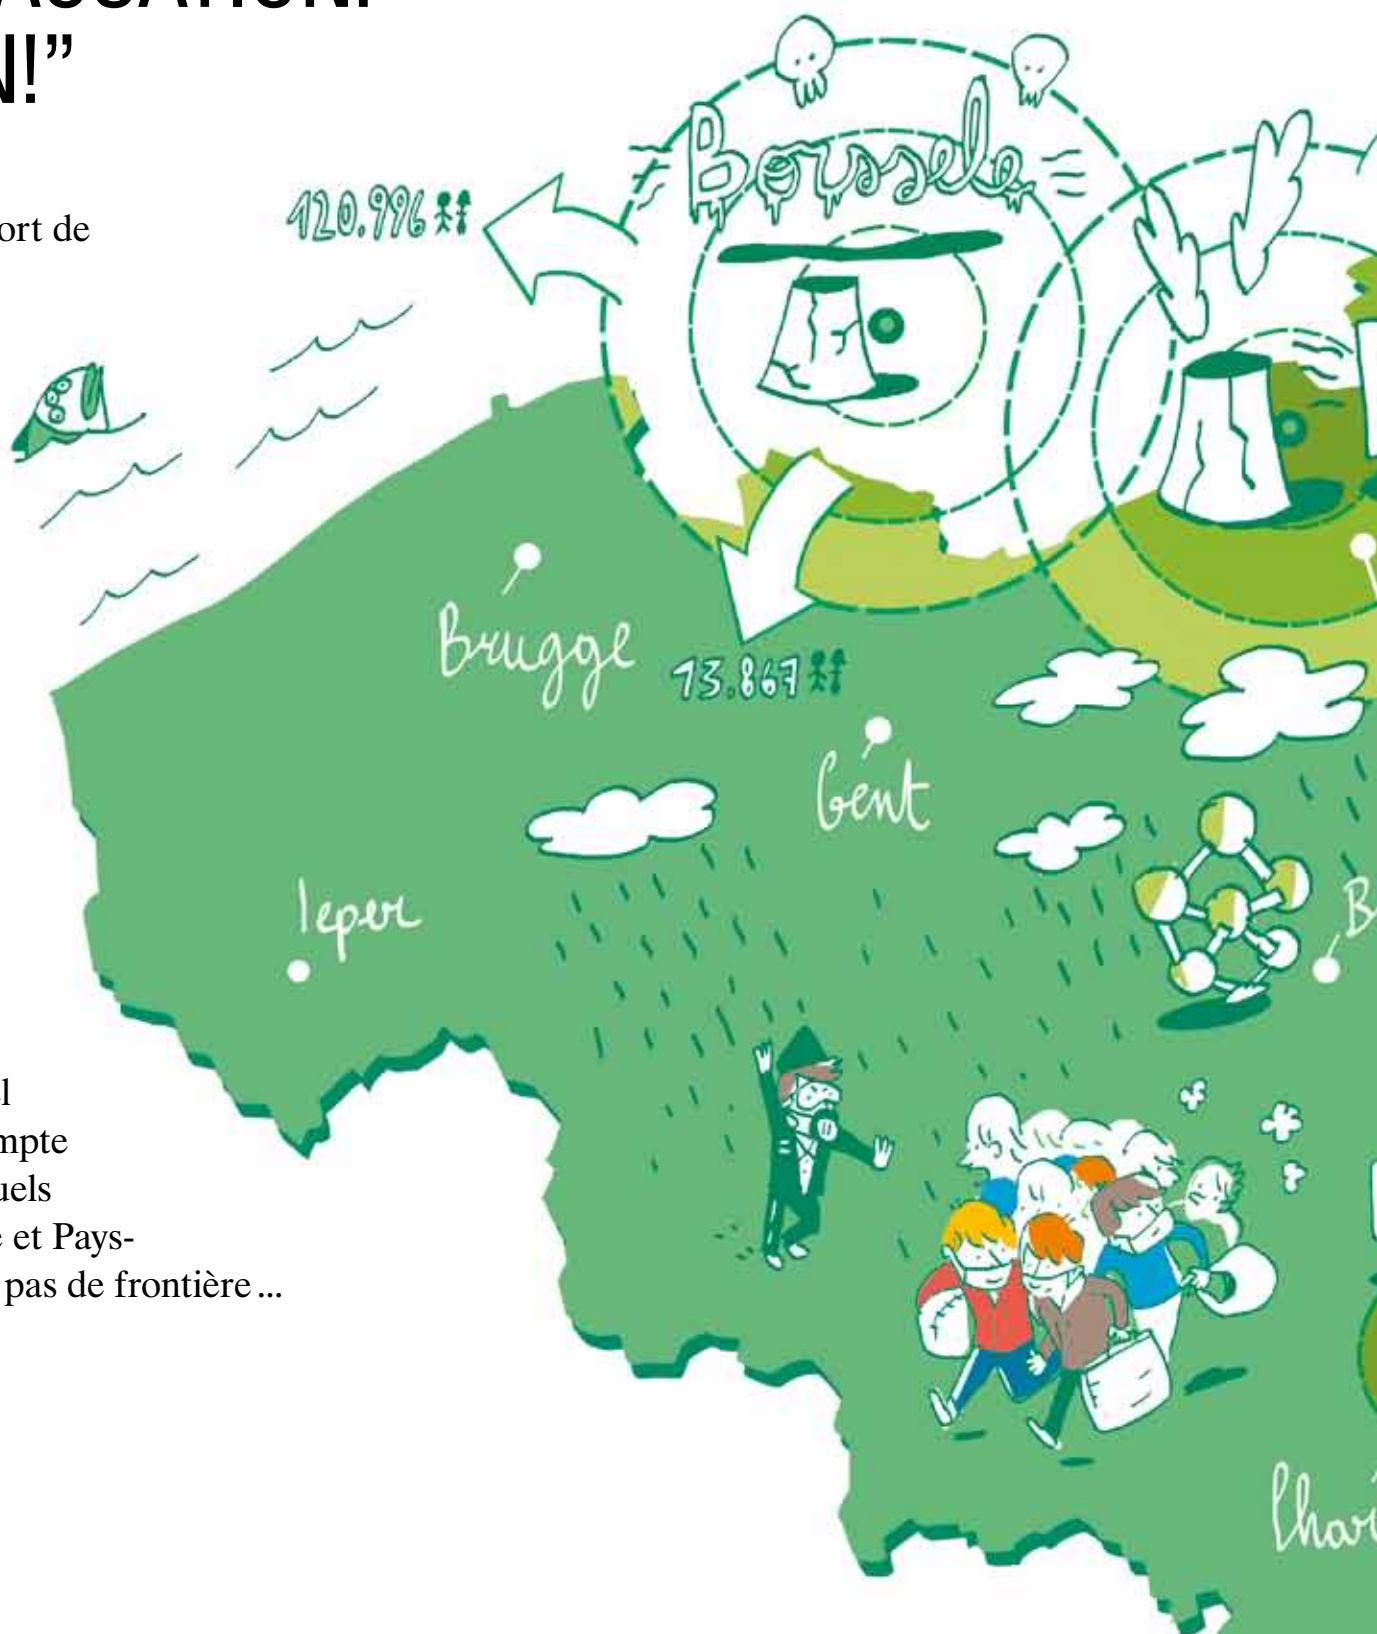 N!”
Borssele
120.996
ort de
Brugge
13.867
Gent
Ieper
mpte
uels
et Pays-
pas de frontière ...